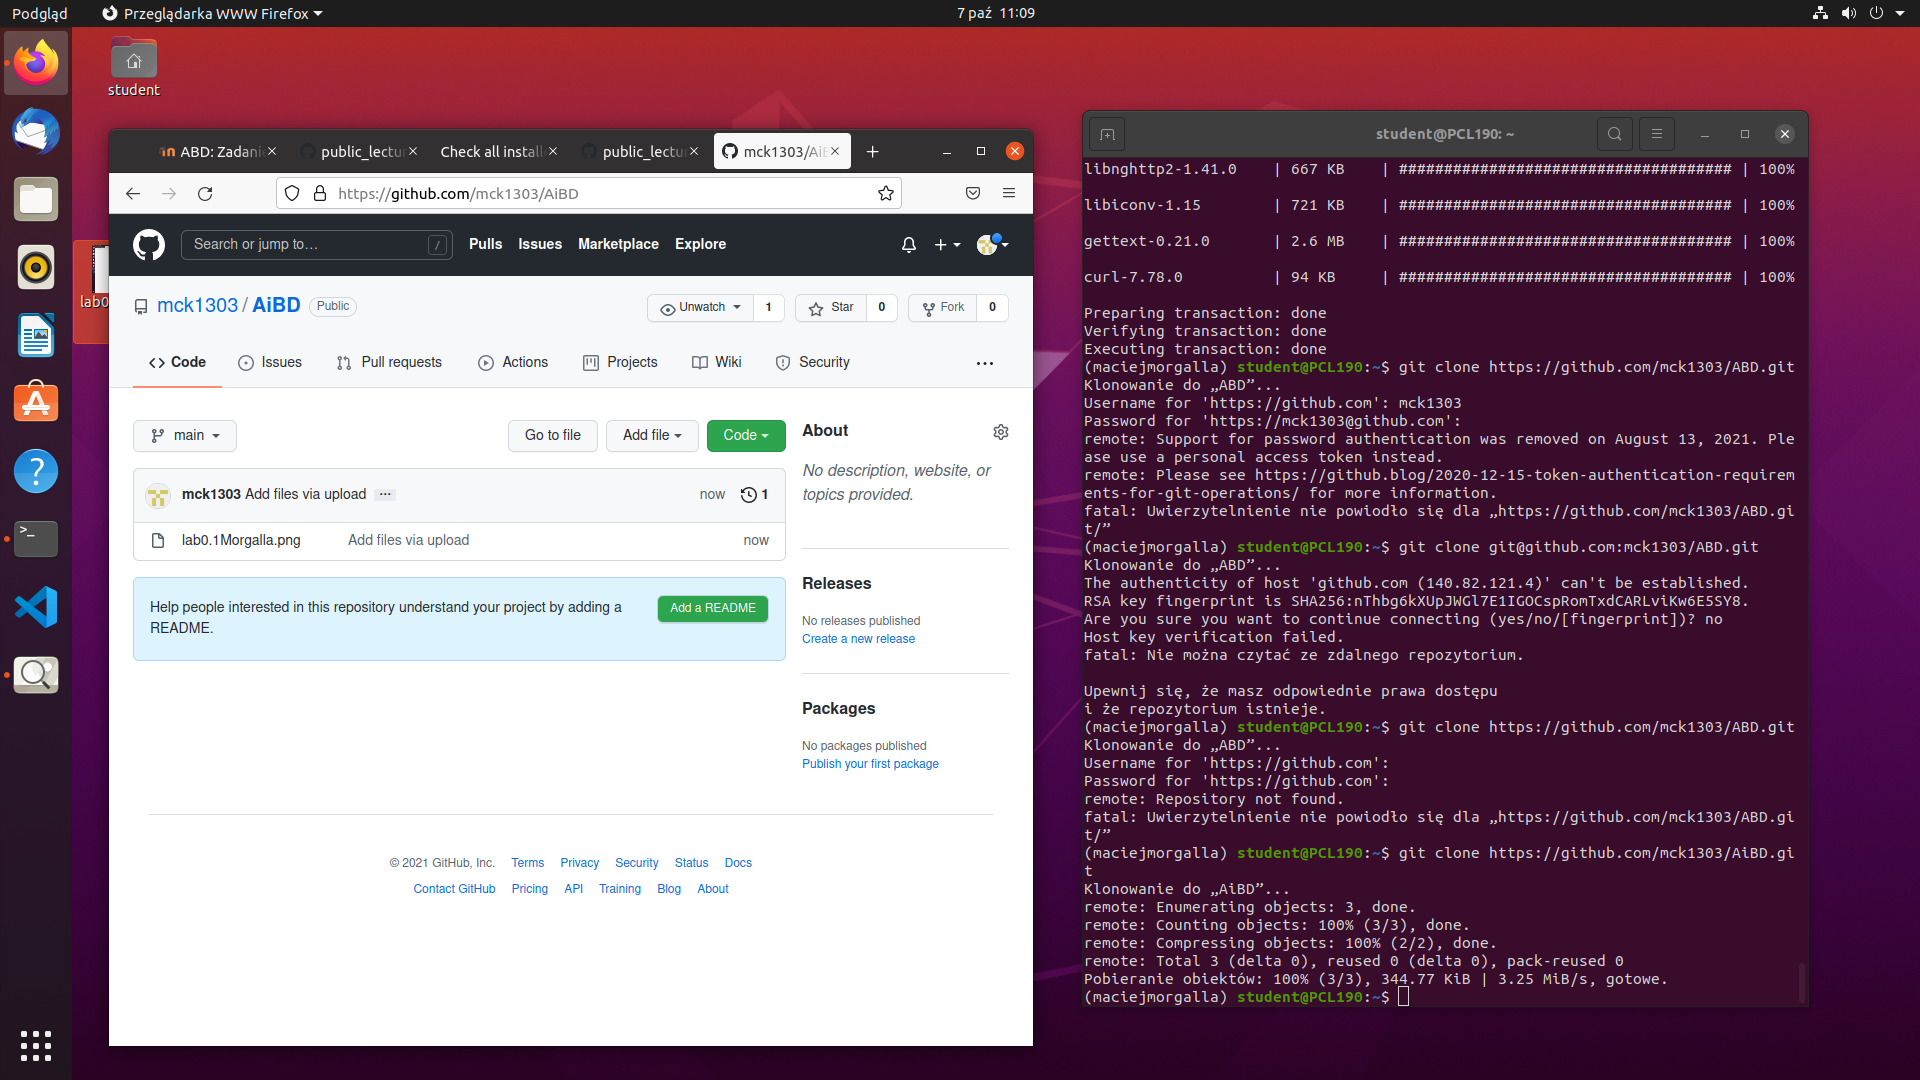 Podgląd
Przeglądarka WWW Firefox
7 paź 11:09
student
lab0
ABD: Zadani
public_lectu
Check all install
public_lectu
mck1303/AiB
https://github.com/mck1303/AiBD
Search or jump to…
/
Pulls
Issues
Marketplace
Explore
mck1303 / AiBD
Public
Unwatch
1
Star
0
Fork
0
Code
Issues
Pull requests
Actions
Projects
Wiki
Security
main
Go to file
Add file
Code
About
No description, website, or
topics provided.
mck1303 Add files via upload
now
1
lab0.1Morgalla.png
Add files via upload
now
Help people interested in this repository understand your project by adding a
README.
Add a README
Releases
No releases published
Create a new release
Packages
No packages published
Publish your first package
© 2021 GitHub, Inc.
Terms
Privacy
Security
Status
Docs
Contact GitHub
Pricing
API
Training
Blog
About
student@PCL190: ~
libnghttp2-1.41.0 | 667 KB | ##################################### | 100%
libiconv-1.15 | 721 KB | ##################################### | 100%
gettext-0.21.0 | 2.6 MB | ##################################### | 100%
curl-7.78.0 | 94 KB | ##################################### | 100%
Preparing transaction: done
Verifying transaction: done
Executing transaction: done
(maciejmorgalla) student@PCL190:~$ git clone https://github.com/mck1303/ABD.git
Klonowanie do „ABD”...
Username for 'https://github.com': mck1303
Password for 'https://mck1303@github.com':
remote: Support for password authentication was removed on August 13, 2021. Ple
ase use a personal access token instead.
remote: Please see https://github.blog/2020-12-15-token-authentication-requirem
ents-for-git-operations/ for more information.
fatal: Uwierzytelnienie nie powiodło się dla „https://github.com/mck1303/ABD.gi
t/”
(maciejmorgalla) student@PCL190:~$ git clone git@github.com:mck1303/ABD.git
Klonowanie do „ABD”...
The authenticity of host 'github.com (140.82.121.4)' can't be established.
RSA key fingerprint is SHA256:nThbg6kXUpJWGl7E1IGOCspRomTxdCARLviKw6E5SY8.
Are you sure you want to continue connecting (yes/no/[fingerprint])? no
Host key verification failed.
fatal: Nie można czytać ze zdalnego repozytorium.
Upewnij się, że masz odpowiednie prawa dostępu
i że repozytorium istnieje.
(maciejmorgalla) student@PCL190:~$ git clone https://github.com/mck1303/ABD.git
Klonowanie do „ABD”...
Username for 'https://github.com':
Password for 'https://github.com':
remote: Repository not found.
fatal: Uwierzytelnienie nie powiodło się dla „https://github.com/mck1303/ABD.gi
t/”
(maciejmorgalla) student@PCL190:~$ git clone https://github.com/mck1303/AiBD.gi
t
Klonowanie do „AiBD”...
remote: Enumerating objects: 3, done.
remote: Counting objects: 100% (3/3), done.
remote: Compressing objects: 100% (2/2), done.
remote: Total 3 (delta 0), reused 0 (delta 0), pack-reused 0
Pobieranie obiektów: 100% (3/3), 344.77 KiB | 3.25 MiB/s, gotowe.
(maciejmorgalla) student@PCL190:~$